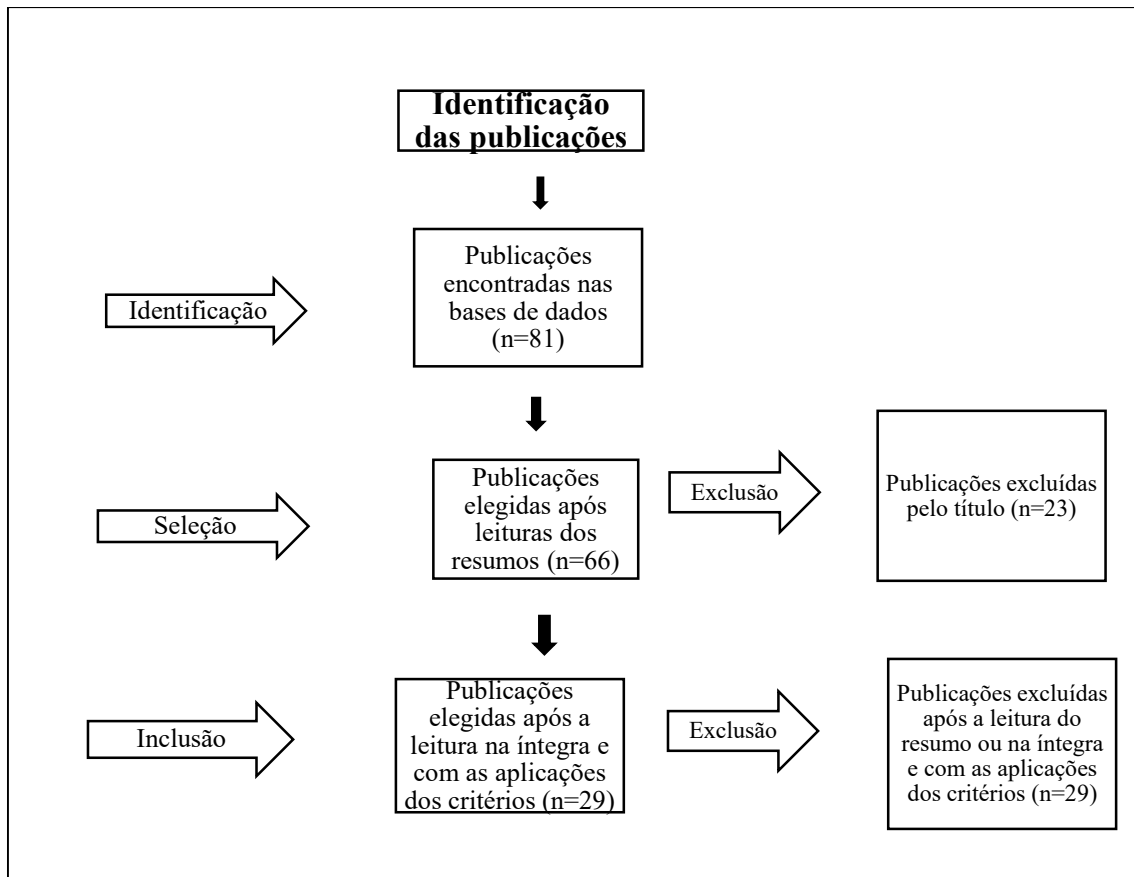 Identificação
das publicações
Publicações
encontradas nas
bases de dados
(n=81)
Identificação
Publicações
elegidas após
leituras dos
resumos (n=66)
Seleção
Exclusão
Publicações excluídas
pelo título (n=23)
Publicações
elegidas após a
leitura na íntegra e
com as aplicações
dos critérios (n=29)
Inclusão
Exclusão
Publicações excluídas
após a leitura do
resumo ou na íntegra
e com as aplicações
dos critérios (n=29)